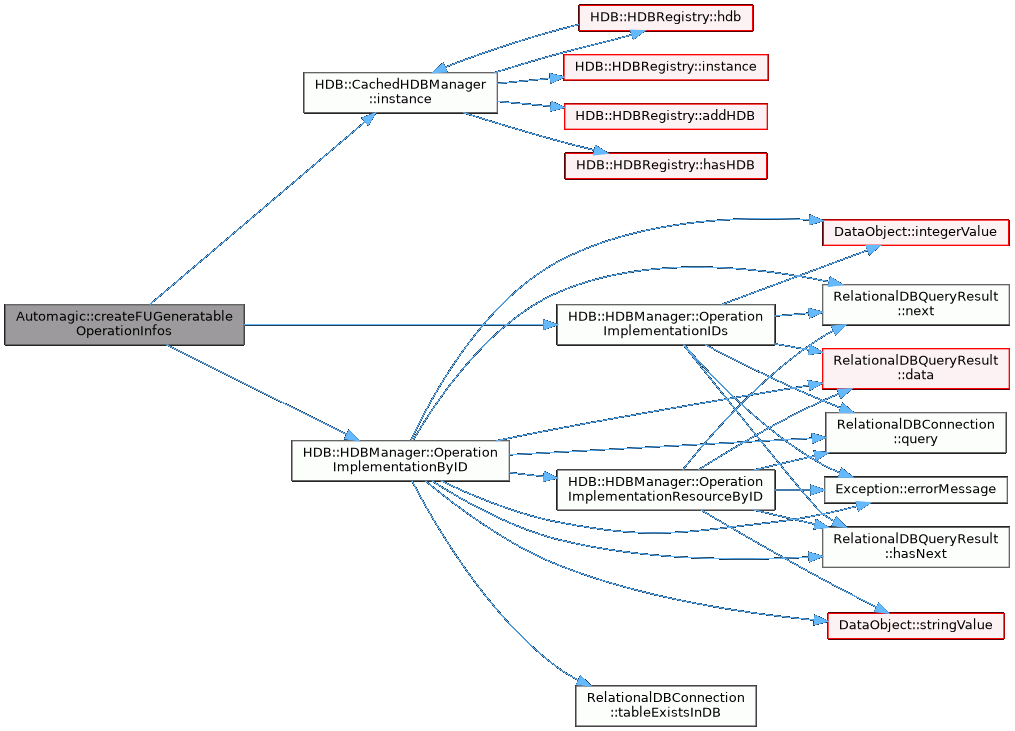 HDB::HDBRegistry::hdb
HDB::HDBRegistry::instance
HDB::CachedHDBManager
::instance
HDB::HDBRegistry::addHDB
HDB::HDBRegistry::hasHDB
DataObject::integerValue
RelationalDBQueryResult
::next
Automagic::createFUGeneratable
OperationInfos
HDB::HDBManager::Operation
ImplementationIDs
RelationalDBQueryResult
::data
RelationalDBConnection
::query
HDB::HDBManager::Operation
ImplementationByID
HDB::HDBManager::Operation
ImplementationResourceByID
Exception::errorMessage
RelationalDBQueryResult
::hasNext
DataObject::stringValue
RelationalDBConnection
::tableExistsInDB